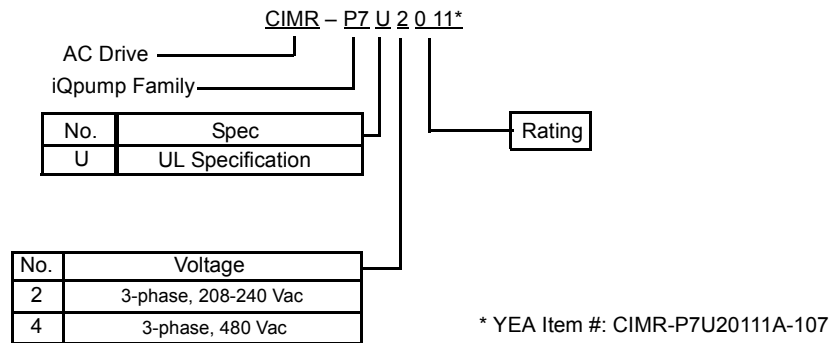 CIMR – P7 U 2 0 11*
AC Drive
iQpump Family
No. Spec
U UL Specification
Rating
No. Voltage
2 3-phase, 208-240 Vac
4 3-phase, 480 Vac
* YEA Item #: CIMR-P7U20111A-107